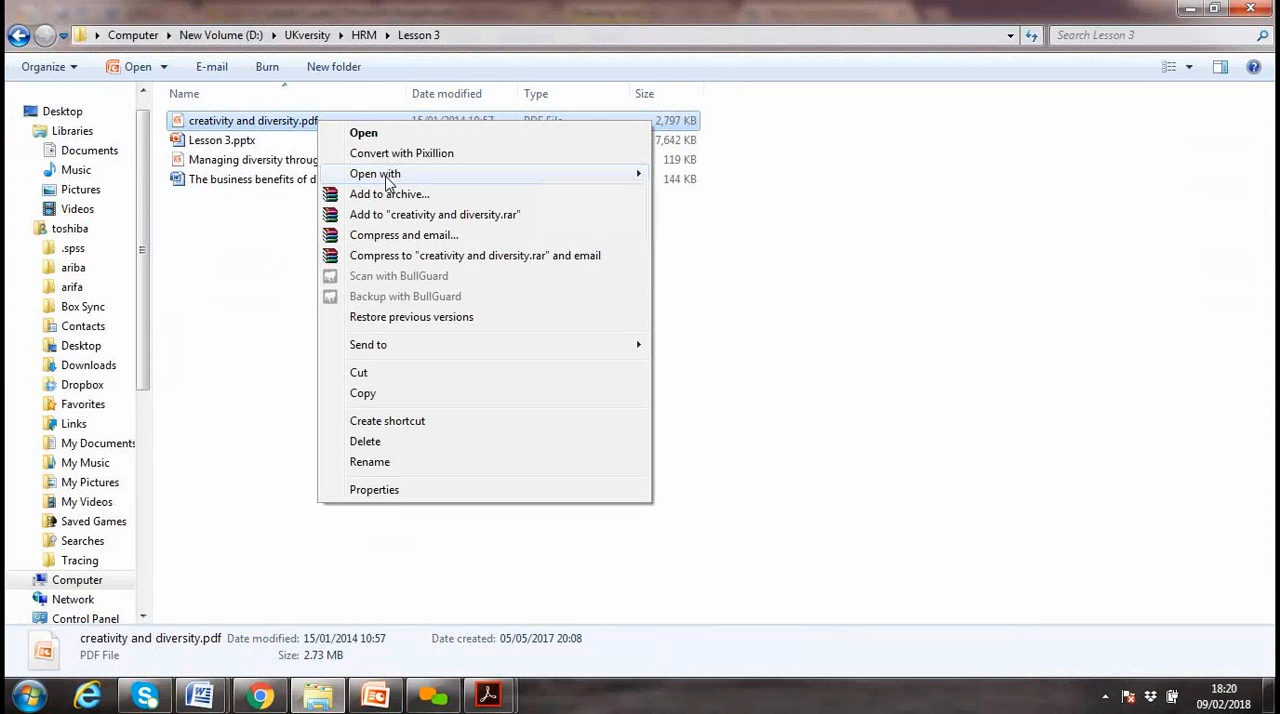 Computer
New Volume (D:)
UKversity
HRM
Lesson 3
Search Lesson 3
Organize
Open
E-mail
Burn
New folder
Name
Date modified
Type
Size
Desktop
Libraries
Documents
Music
Pictures
Videos
toshiba
.spss
ariba
arifa
Box Sync
Contacts
Desktop
Downloads
Dropbox
Favorites
Links
My Documents
My Music
My Pictures
My Videos
Saved Games
Searches
Tracing
Computer
Network
Control Panel
creativity and diversity.pdf
15/01/2014 10:57
PDF File
2,797 KB
Lesson 3.pptx
7,642 KB
Managing diversity throug
119 KB
The business benefits of d
144 KB
Open
Convert with Pixillion
Open with
Add to archive...
Add to "creativity and diversity.rar"
Compress and email...
Compress to "creativity and diversity.rar" and email
Scan with BullGuard
Backup with BullGuard
Restore previous versions
Send to
Cut
Copy
Create shortcut
Delete
Rename
Properties
creativity and diversity.pdf Date modified: 15/01/2014 10:57 Date created: 05/05/2017 20:08
PDF File Size: 2.73 MB
18:20
09/02/2018